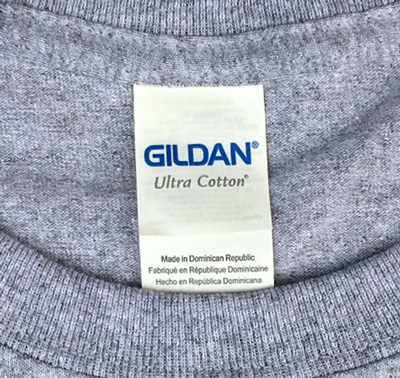 GILDAN®
Ultra Cotton®
Made in Dominican Republic
Fabriqué en République Dominicaine
Hecho en República Dominicana